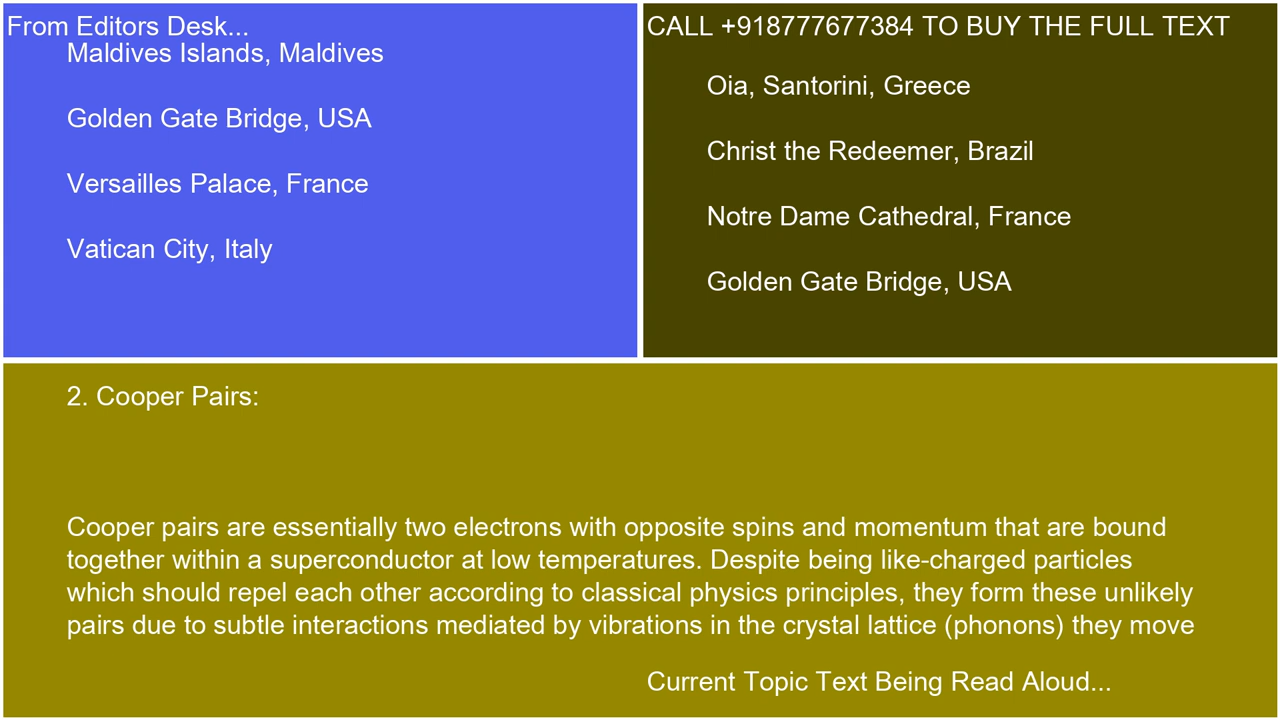 From Editors Desk...
Maldives Islands, Maldives
Golden Gate Bridge, USA
Versailles Palace, France
Vatican City, Italy
CALL +918777677384 TO BUY THE FULL TEXT
Oia, Santorini, Greece
Christ the Redeemer, Brazil
Notre Dame Cathedral, France
Golden Gate Bridge, USA
2. Cooper Pairs:
Cooper pairs are essentially two electrons with opposite spins and momentum that are bound
together within a superconductor at low temperatures. Despite being like-charged particles
which should repel each other according to classical physics principles, they form these unlikely
pairs due to subtle interactions mediated by vibrations in the crystal lattice (phonons) they move
Current Topic Text Being Read Aloud...